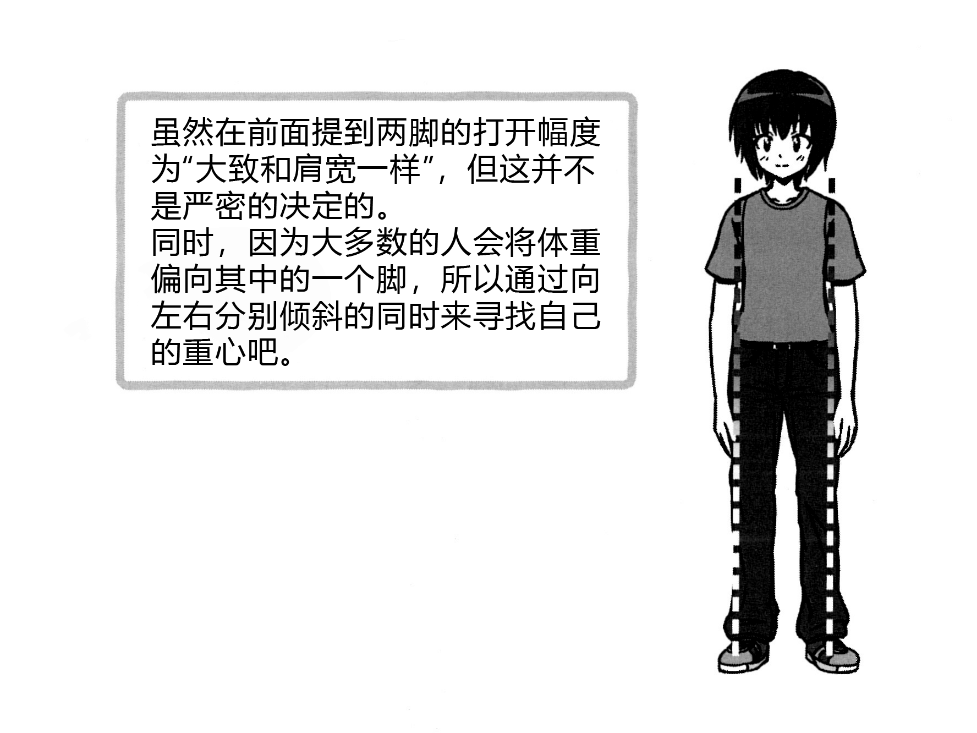 虽然在前面提到两脚的打开幅度
为“大致和肩宽一样”，但这并不
是严密的决定的。
同时，因为大多数的人会将体重
偏向其中的一个脚，所以通过向
左右分别倾斜的同时来寻找自己
的重心吧。